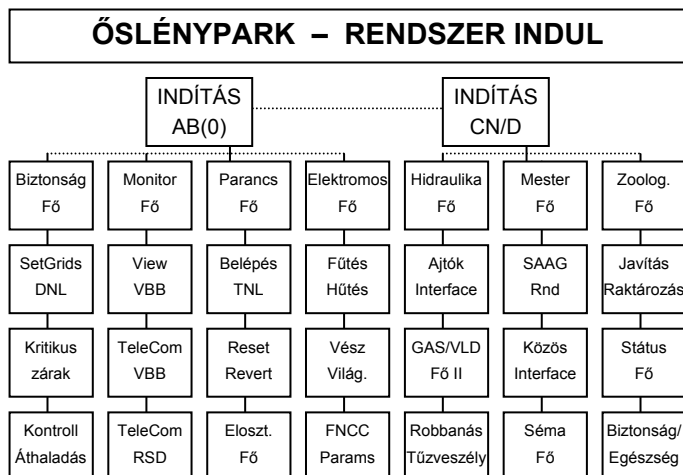 ŐSLÉNYPARK – RENDSZER INDUL
INDÍTÁS
AB(0)
INDÍTÁS
CN/D
Biztonság
Fő
Monitor
Fő
Parancs
Fő
Elektromos
Fő
Hidraulika
Fő
Mester
Fő
Zoolog.
Fő
SetGrids
DNL
View
VBB
Belépés
TNL
Fűtés
Hűtés
Ajtók
Interface
SAAG
Rnd
Javítás
Raktározás
Kritikus
zárak
TeleCom
VBB
Reset
Revert
Vész
Világ.
GAS/VLD
Fő II
Közös
Interface
Státus
Fő
Kontroll
Áthaladás
TeleCom
RSD
Eloszt.
Fő
FNCC
Params
Robbanás
Tűzveszély
Séma
Fő
Biztonság/
Egészség